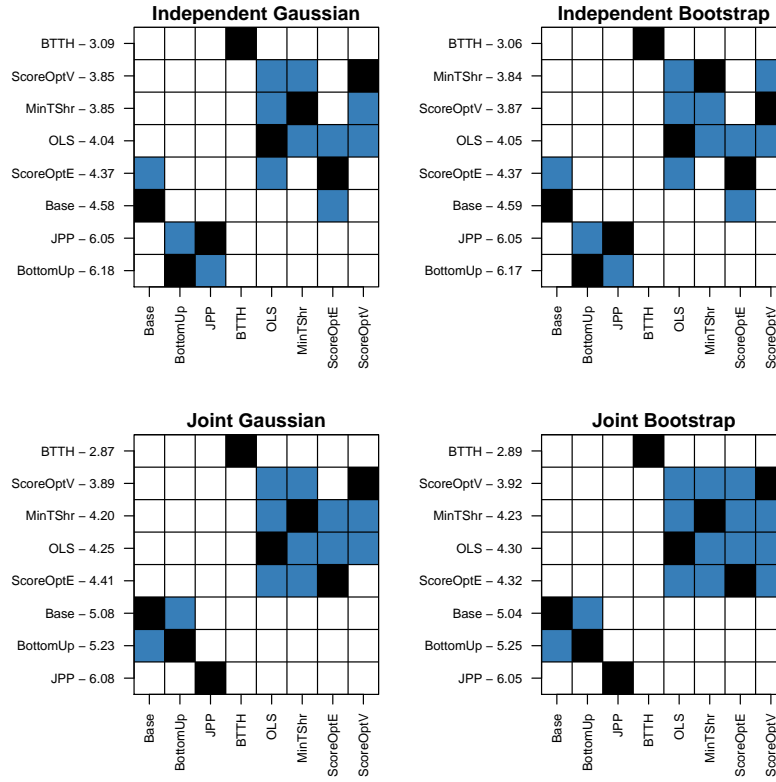 Independent Gaussian
BTTH − 3.09
ScoreOptV − 3.85
MinTShr − 3.85
OLS − 4.04
ScoreOptE − 4.37
Base − 4.58
JPP − 6.05
BottomUp − 6.18
Base
BottomUp
JPP
BTTH
OLS
MinTShr
ScoreOptE
ScoreOptV
Independent Bootstrap
BTTH − 3.06
MinTShr − 3.84
ScoreOptV − 3.87
OLS − 4.05
ScoreOptE − 4.37
Base − 4.59
JPP − 6.05
BottomUp − 6.17
Base
BottomUp
JPP
BTTH
OLS
MinTShr
ScoreOptE
ScoreOptV
Joint Gaussian
BTTH − 2.87
ScoreOptV − 3.89
MinTShr − 4.20
OLS − 4.25
ScoreOptE − 4.41
Base − 5.08
BottomUp − 5.23
JPP − 6.08
Base
BottomUp
JPP
BTTH
OLS
MinTShr
ScoreOptE
ScoreOptV
Joint Bootstrap
BTTH − 2.89
ScoreOptV − 3.92
MinTShr − 4.23
OLS − 4.30
ScoreOptE − 4.32
Base − 5.04
BottomUp − 5.25
JPP − 6.05
Base
BottomUp
JPP
BTTH
OLS
MinTShr
ScoreOptE
ScoreOptV